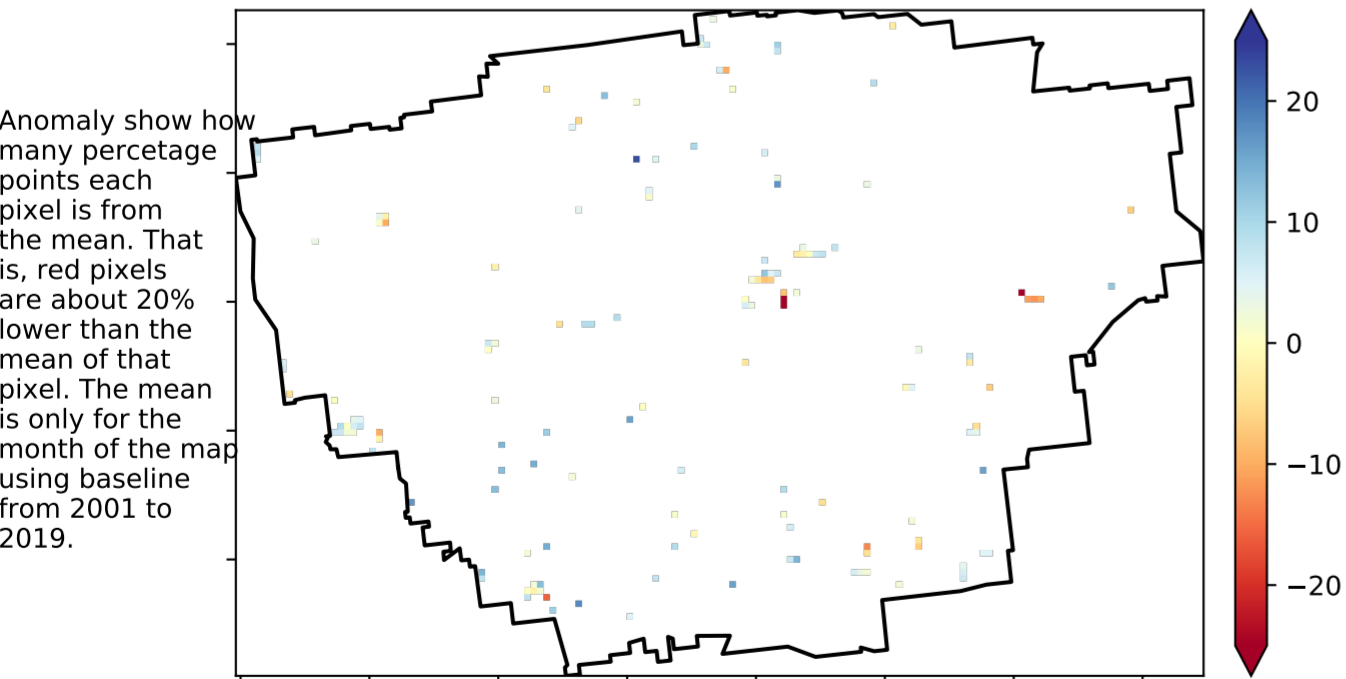 Anomaly show how
many percetage
points each
pixel is from
the mean. That
is, red pixels
are about 20%
lower than the
mean of that
pixel. The mean
is only for the
month of the map
using baseline
from 2001 to
2019.
20
10
0
−10
−20